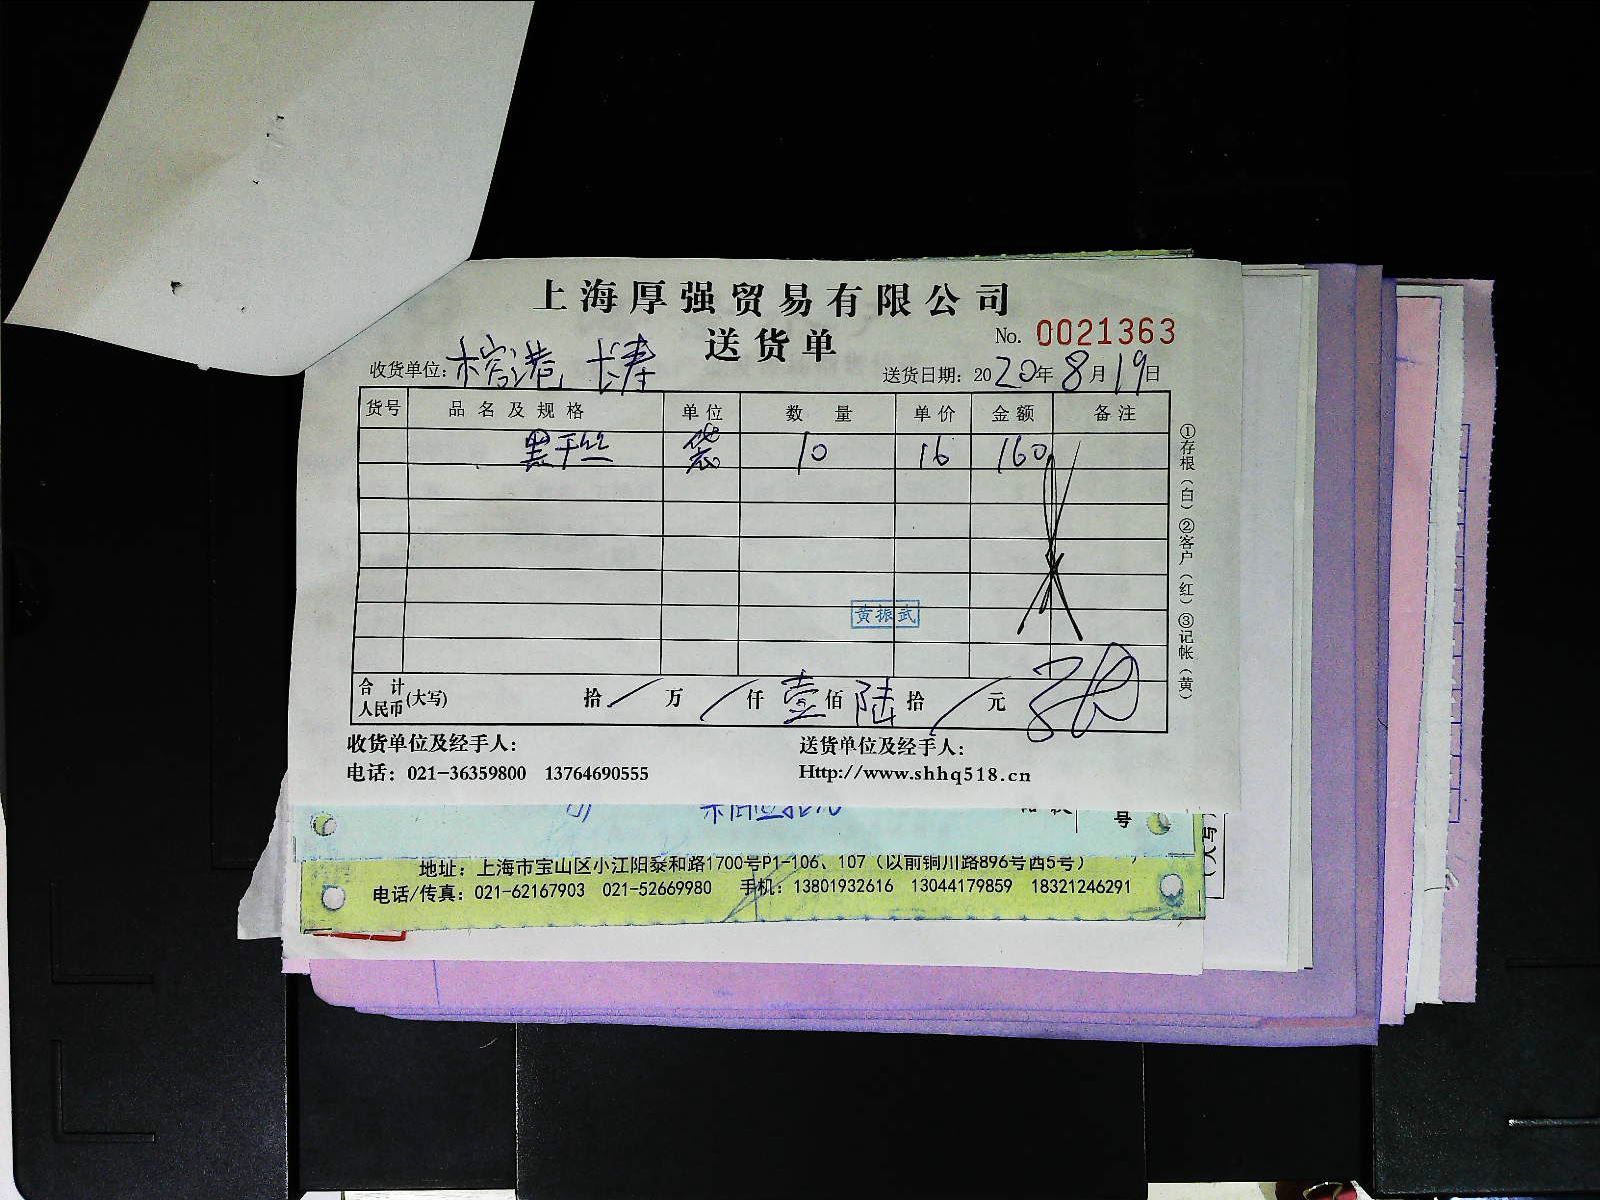 上海厚强贸易有限公司
送货单
No. 0021363
收货单位: 榕港 长寿
送货日期: 2020年8月19日
货号 品名及规格 单位 数量 单价 金额 备注
黑干丝 袋 10 16 160
黄振武
合计人民币(大写) 拾/万/仟壹佰陆拾/元
①存根(白)②客户(红)③记帐(黄)
收货单位及经手人: 送货单位及经手人:
电话: 021-36359800 13764690555 Http://www.shhq518.cn
号
地址: 上海市宝山区小江阳泰和路1700号P1-106、107 (以前铜川路896号西5号)
电话/传真: 021-62167903 021-52669980 手机: 13801932616 13044179859 18321246291